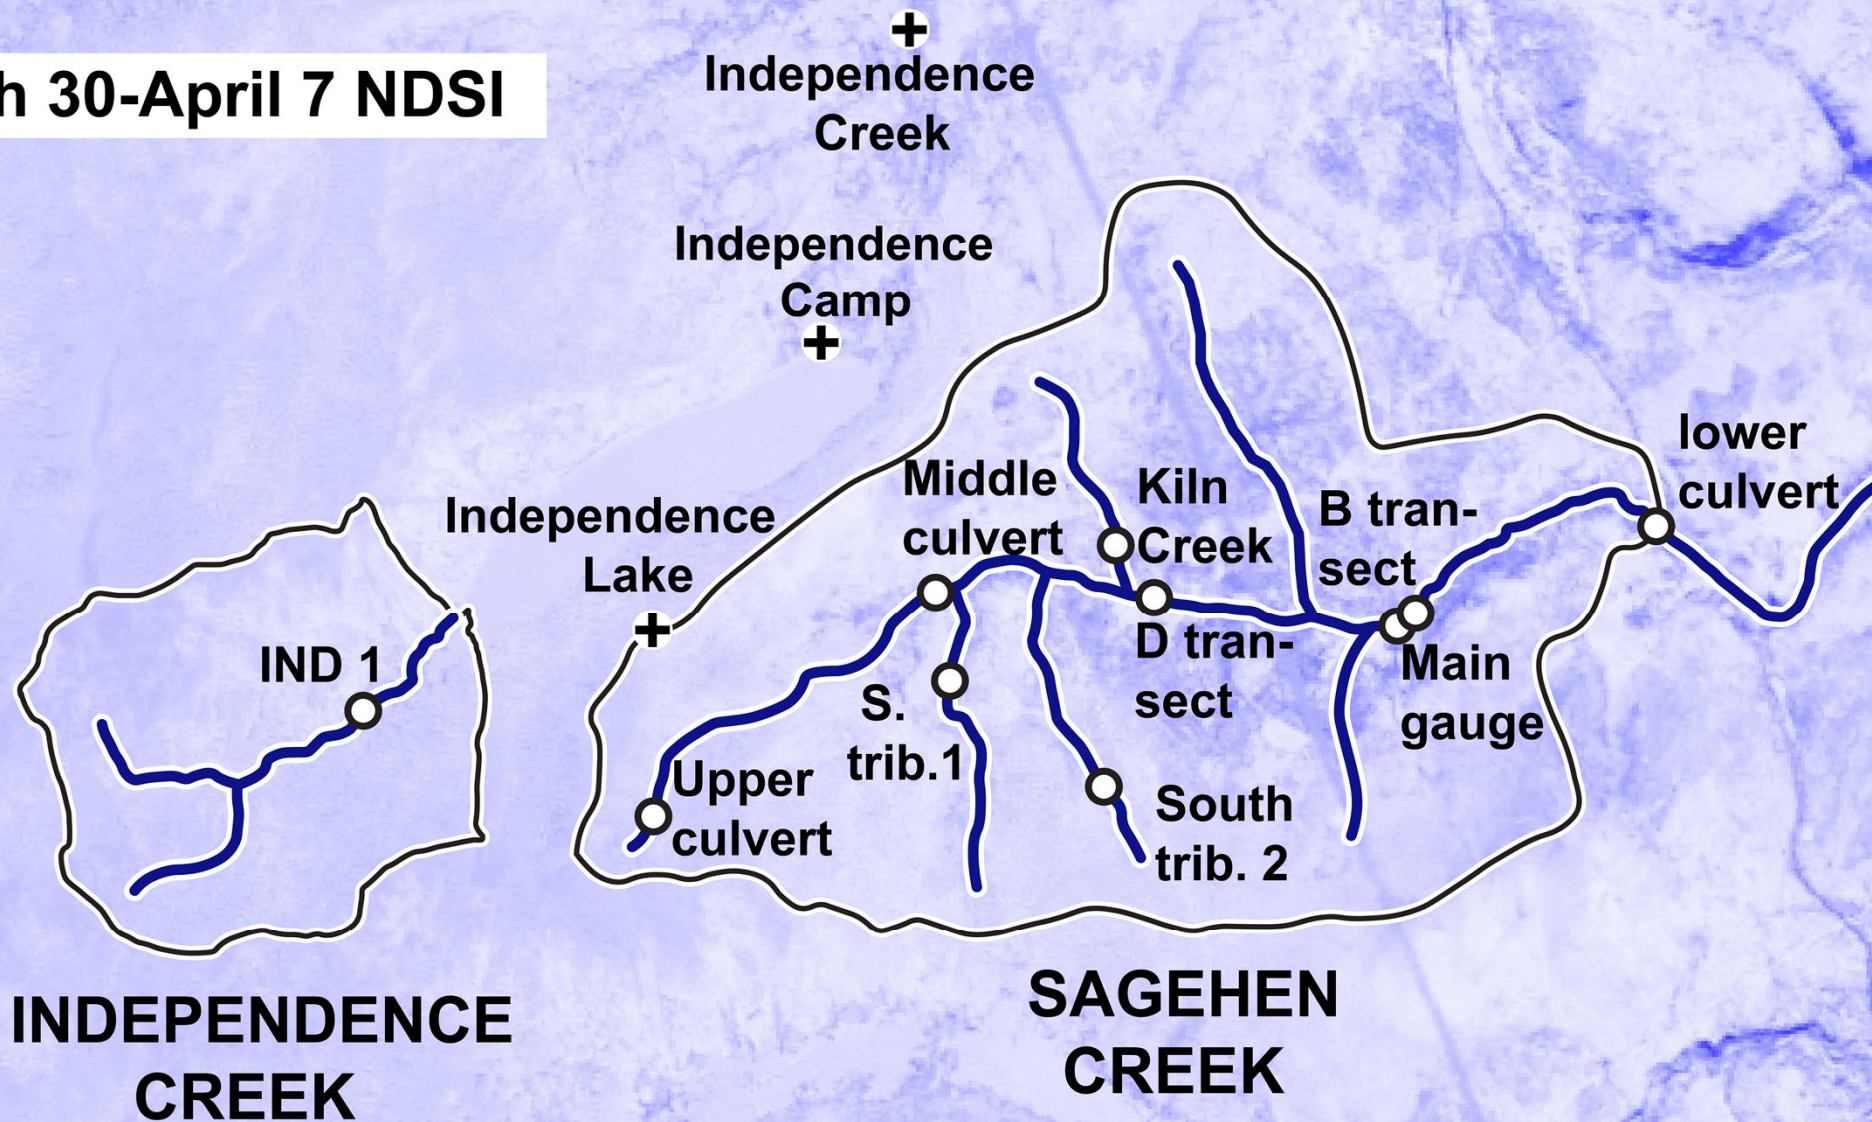 h 30-April 7 NDSI
Independence
Creek
Independence
Camp
Independence
Lake
Middle
culvert
Kiln
Creek
B tran-
sect
lower
culvert
IND 1
D tran-
sect
Main
gauge
S.
trib.1
Upper
culvert
South
trib. 2
INDEPENDENCE
CREEK
SAGEHEN
CREEK